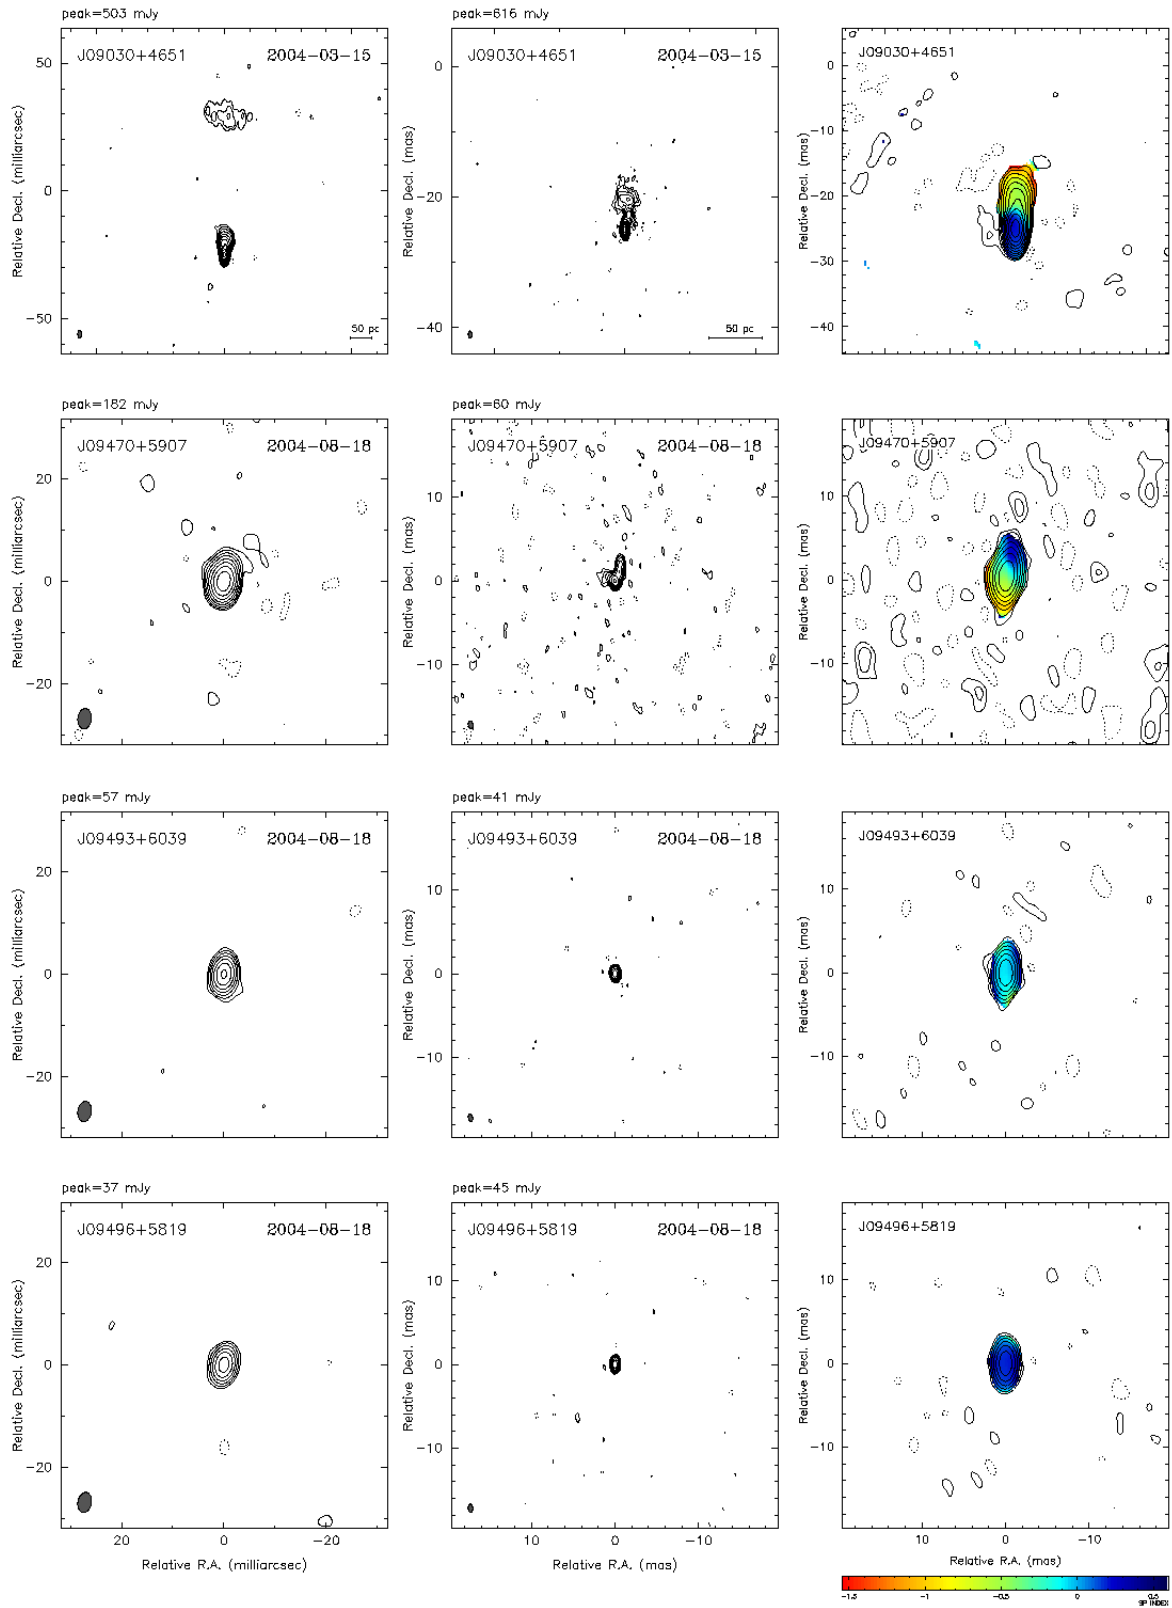 peak=503 mJy
J09030+4651 2004-03-15
50
0
-50
Relative Decl. (milliarcsec)
50 pc
peak=616 mJy
J09030+4651 2004-03-15
0
-20
-40
Relative Decl. (mas)
50 pc
J09030+4651
0
-10
-20
-30
-40
Relative Decl. (mas)
peak=182 mJy
J09470+5907 2004-08-18
20
0
-20
Relative Decl. (milliarcsec)
peak=60 mJy
J09470+5907 2004-08-18
10
0
-10
Relative Decl. (mas)
J09470+5907
10
0
-10
Relative Decl. (mas)
peak=57 mJy
J09493+6039 2004-08-18
20
0
-20
Relative Decl. (milliarcsec)
peak=41 mJy
J09493+6039 2004-08-18
10
0
-10
Relative Decl. (mas)
J09493+6039
10
0
-10
Relative Decl. (mas)
peak=37 mJy
J09496+5819 2004-08-18
20
0
-20
Relative Decl. (milliarcsec)
20 0 -20
Relative R.A. (milliarcsec)
peak=45 mJy
J09496+5819 2004-08-18
10
0
-10
Relative Decl. (mas)
10 0 -10
Relative R.A. (mas)
J09496+5819
10
0
-10
Relative Decl. (mas)
10 0 -10
Relative R.A. (mas)
-1.5 -1 -0.5 0 0.5
SP INDEX